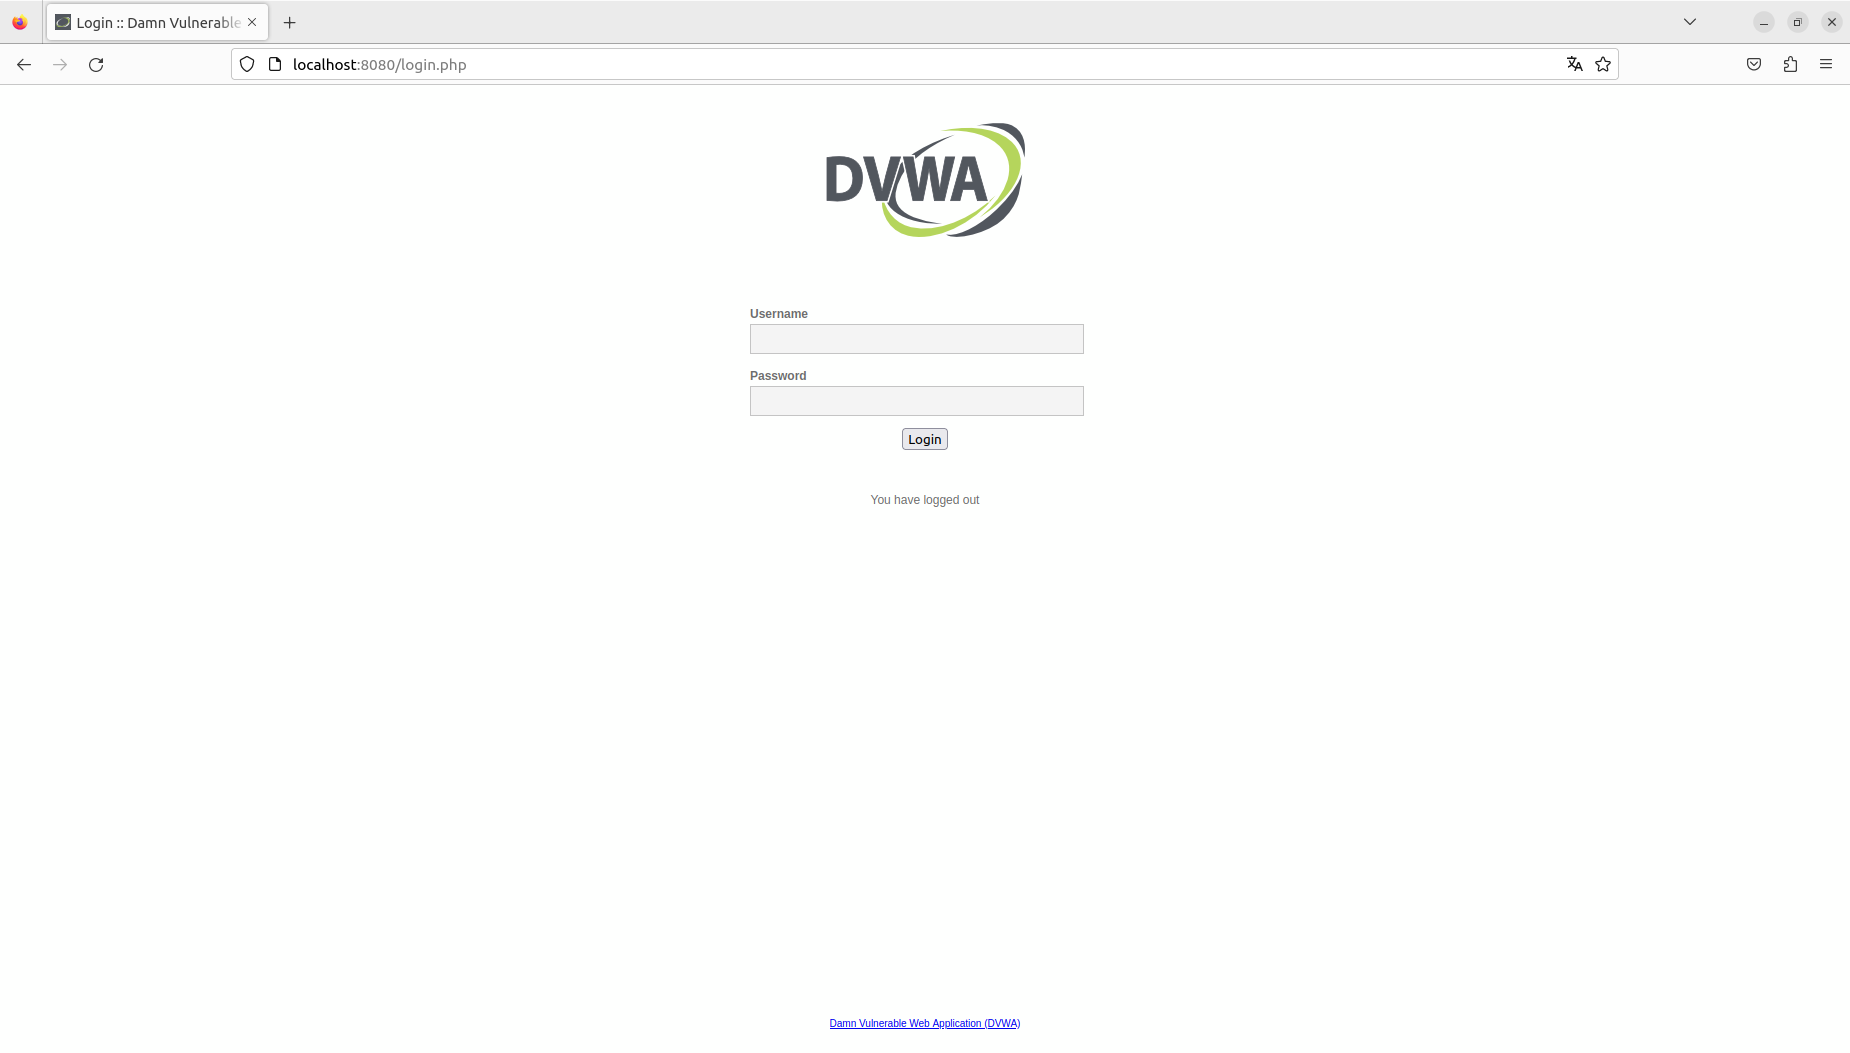 Login :: Damn Vulnerable
localhost:8080/login.php
DVWA
Username
Password
Login
You have logged out
Damn Vulnerable Web Application (DVWA)